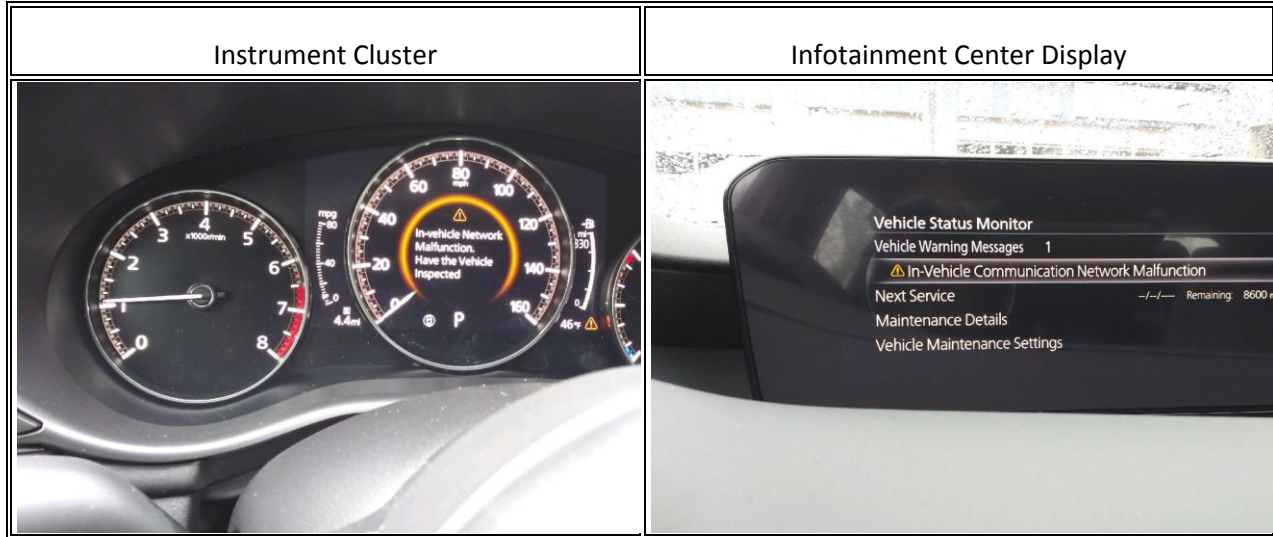 Instrument Cluster
Infotainment Center Display
0
1
2
3
4
5
6
7
8
x1000r/min
mpg
80
40
0
4.4mi
0
20
40
60
80
mph
100
120
140
160
In-vehicle Network
Malfunction.
Have the Vehicle
Inspected
P
mi
330
0
46°F
Vehicle Status Monitor
Vehicle Warning Messages 1
In-Vehicle Communication Network Malfunction
Next Service --/--/---- Remaining: 8600
Maintenance Details
Vehicle Maintenance Settings